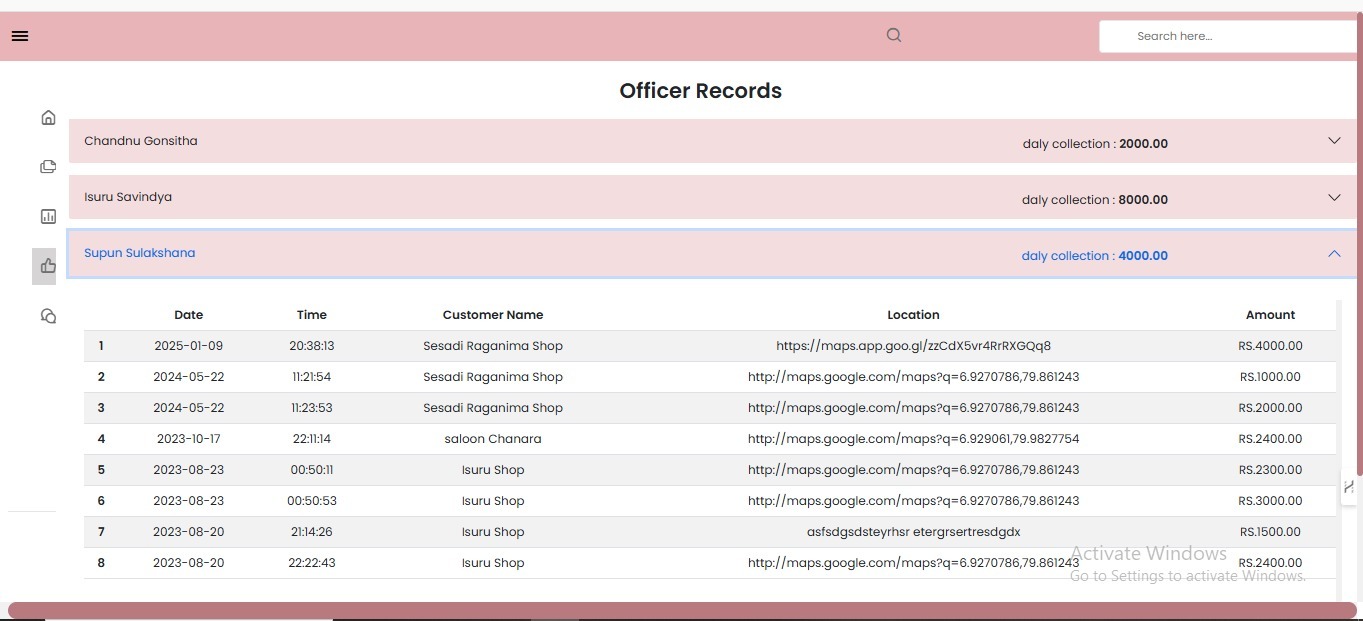 Search here...
Officer Records
Chandnu Gonsitha daly collection : 2000.00
Isuru Savindya daly collection : 8000.00
Supun Sulakshana daly collection : 4000.00
Date Time Customer Name Location Amount
1 2025-01-09 20:38:13 Sesadi Raganima Shop https://maps.app.goo.gl/zzCdX5vr4RrRXGQq8 RS.4000.00
2 2024-05-22 11:21:54 Sesadi Raganima Shop http://maps.google.com/maps?q=6.9270786,79.861243 RS.1000.00
3 2024-05-22 11:23:53 Sesadi Raganima Shop http://maps.google.com/maps?q=6.9270786,79.861243 RS.2000.00
4 2023-10-17 22:11:14 saloon Chanara http://maps.google.com/maps?q=6.929061,79.9827754 RS.2400.00
5 2023-08-23 00:50:11 Isuru Shop http://maps.google.com/maps?q=6.9270786,79.861243 RS.2300.00
6 2023-08-23 00:50:53 Isuru Shop http://maps.google.com/maps?q=6.9270786,79.861243 RS.3000.00
7 2023-08-20 21:14:26 Isuru Shop asfsdgsdsteyrhsr etergrsertresdgdx RS.1500.00
8 2023-08-20 22:22:43 Isuru Shop http://maps.google.com/maps?q=6.9270786,79.861243 RS.2400.00
Activate Windows
Go to Settings to activate Windows.